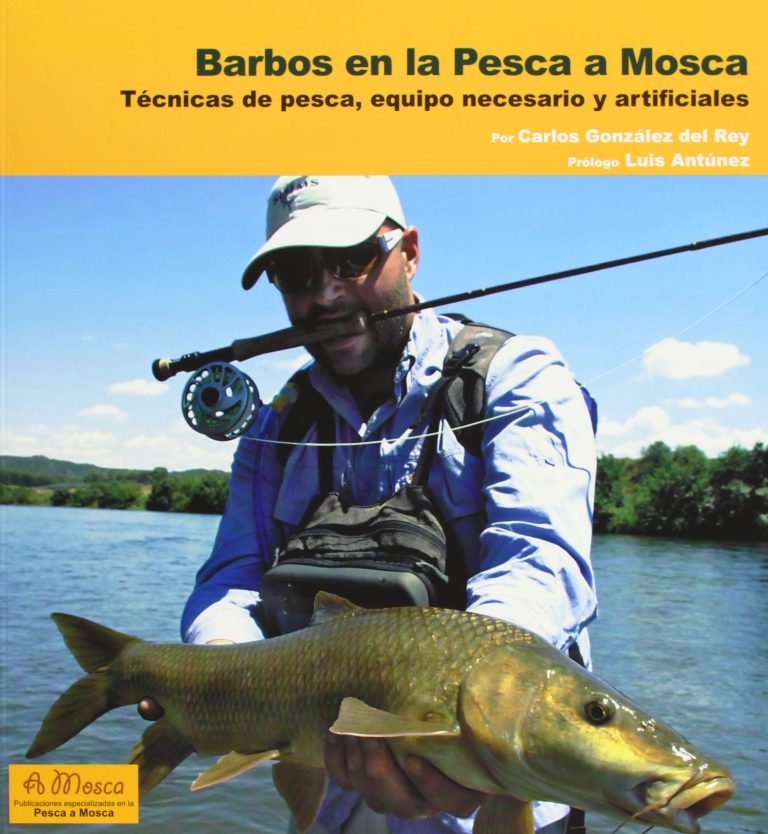 Barbos en la Pesca a Mosca
Técnicas de pesca, equipo necesario y artificiales
Por Carlos González del Rey
Prólogo Luis Antúnez
A Mosca
Publicaciones especializadas en la
Pesca a Mosca